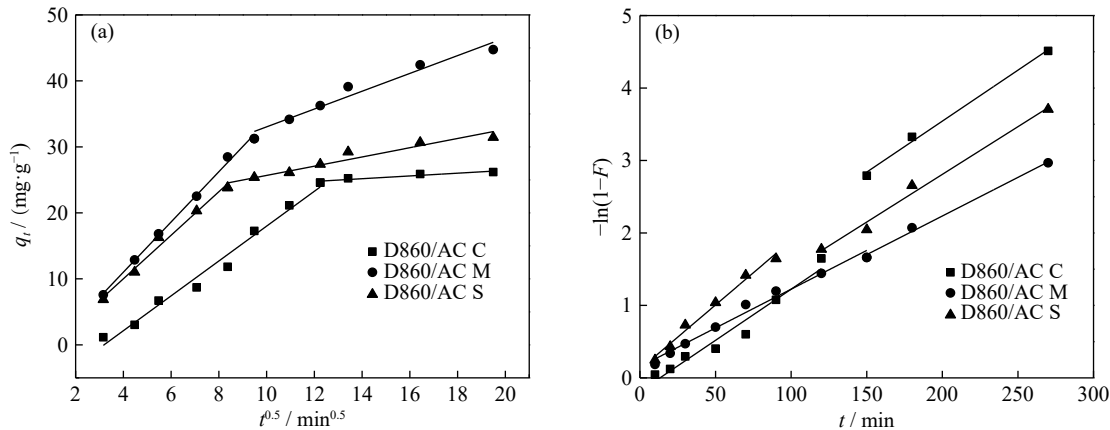 (a)
50
40
30
20
10
0
q_t / (mg·g⁻¹)
D860/AC C
D860/AC M
D860/AC S
2 4 6 8 10 12 14 16 18 20
t^0.5 / min^0.5
(b)
5
4
3
2
1
0
−ln(1−F)
D860/AC C
D860/AC M
D860/AC S
0 50 100 150 200 250 300
t / min